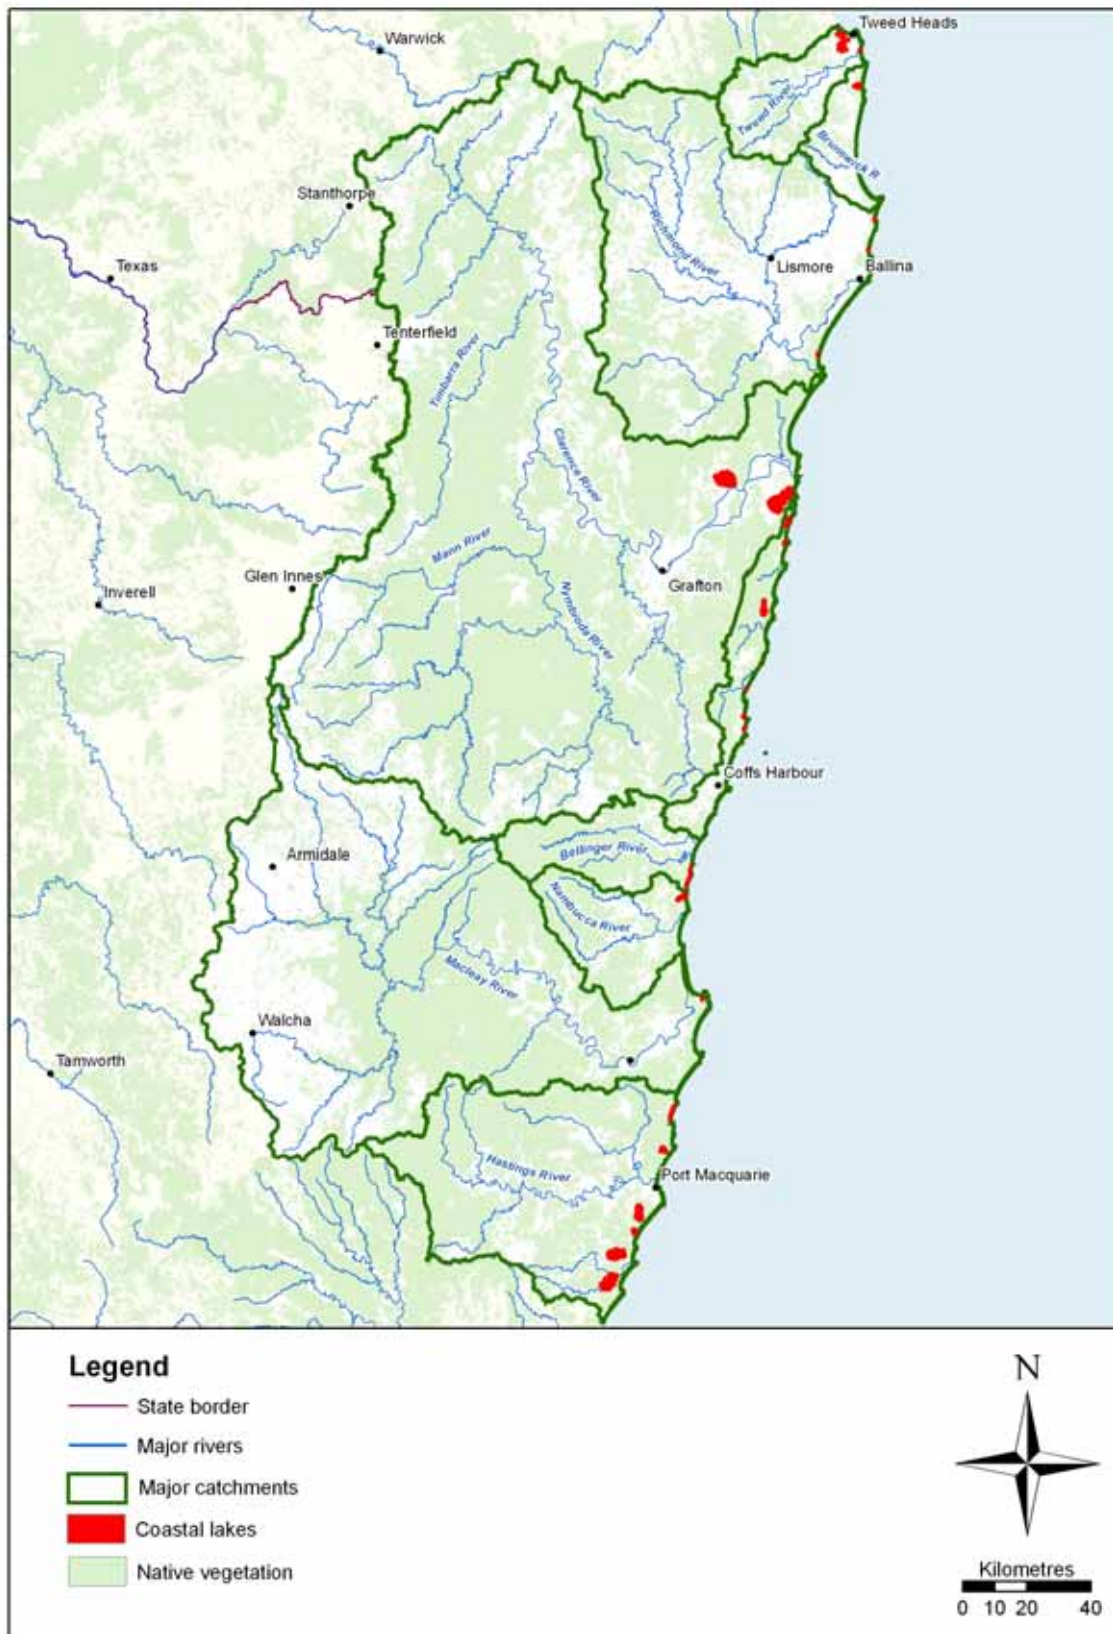 Tweed Heads
Warwick
Tweed River
Brunswick R
Stanthorpe
Richmond River
Texas
Lismore
Ballina
Tenterfield
Timbarra River
Clarence River
Mann River
Glen Innes
Inverell
Grafton
Nymbroda River
Coffs Harbour
Armidale
Bellinger River
Nambucca River
Macleay River
Walcha
Tamworth
Hastings River
Port Macquarie
Legend
State border
Major rivers
Major catchments
Coastal lakes
Native vegetation
N
Kilometres
0 10 20 40